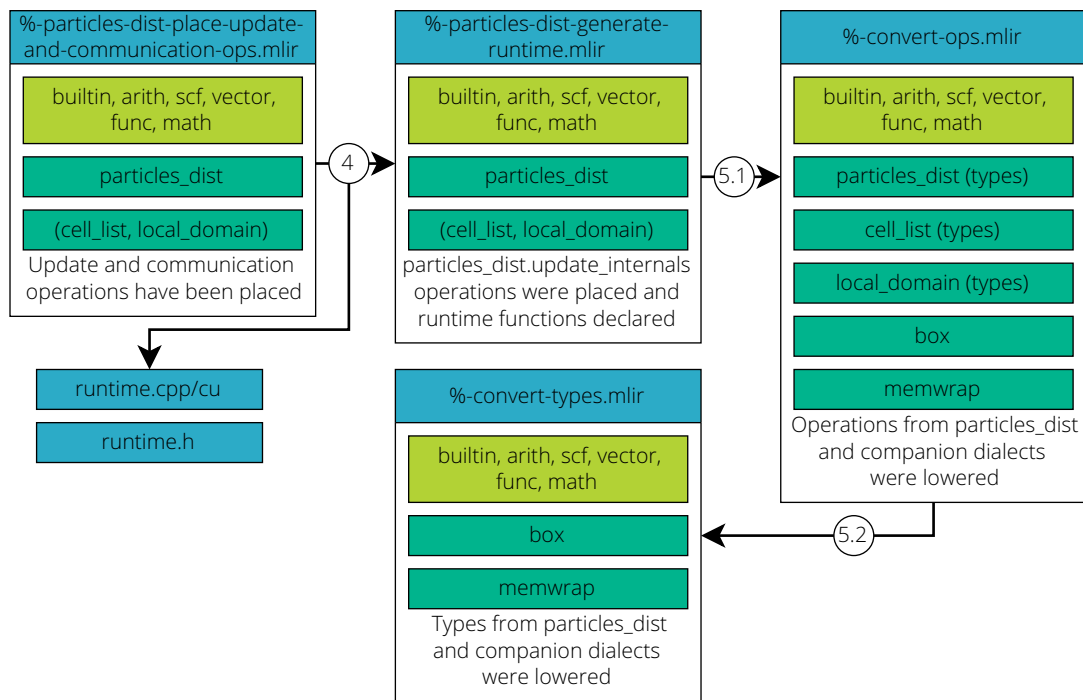 %-particles-dist-place-update-
and-communication-ops.mlir
builtin, arith, scf, vector,
func, math
particles_dist
(cell_list, local_domain)
Update and communication
operations have been placed
4
runtime.cpp/cu
runtime.h
%-particles-dist-generate-
runtime.mlir
builtin, arith, scf, vector,
func, math
particles_dist
(cell_list, local_domain)
particles_dist.update_internals
operations were placed and
runtime functions declared
5.1
%-convert-ops.mlir
builtin, arith, scf, vector,
func, math
particles_dist (types)
cell_list (types)
local_domain (types)
box
memwrap
Operations from particles_dist
and companion dialects
were lowered
5.2
%-convert-types.mlir
builtin, arith, scf, vector,
func, math
box
memwrap
Types from particles_dist
and companion dialects
were lowered